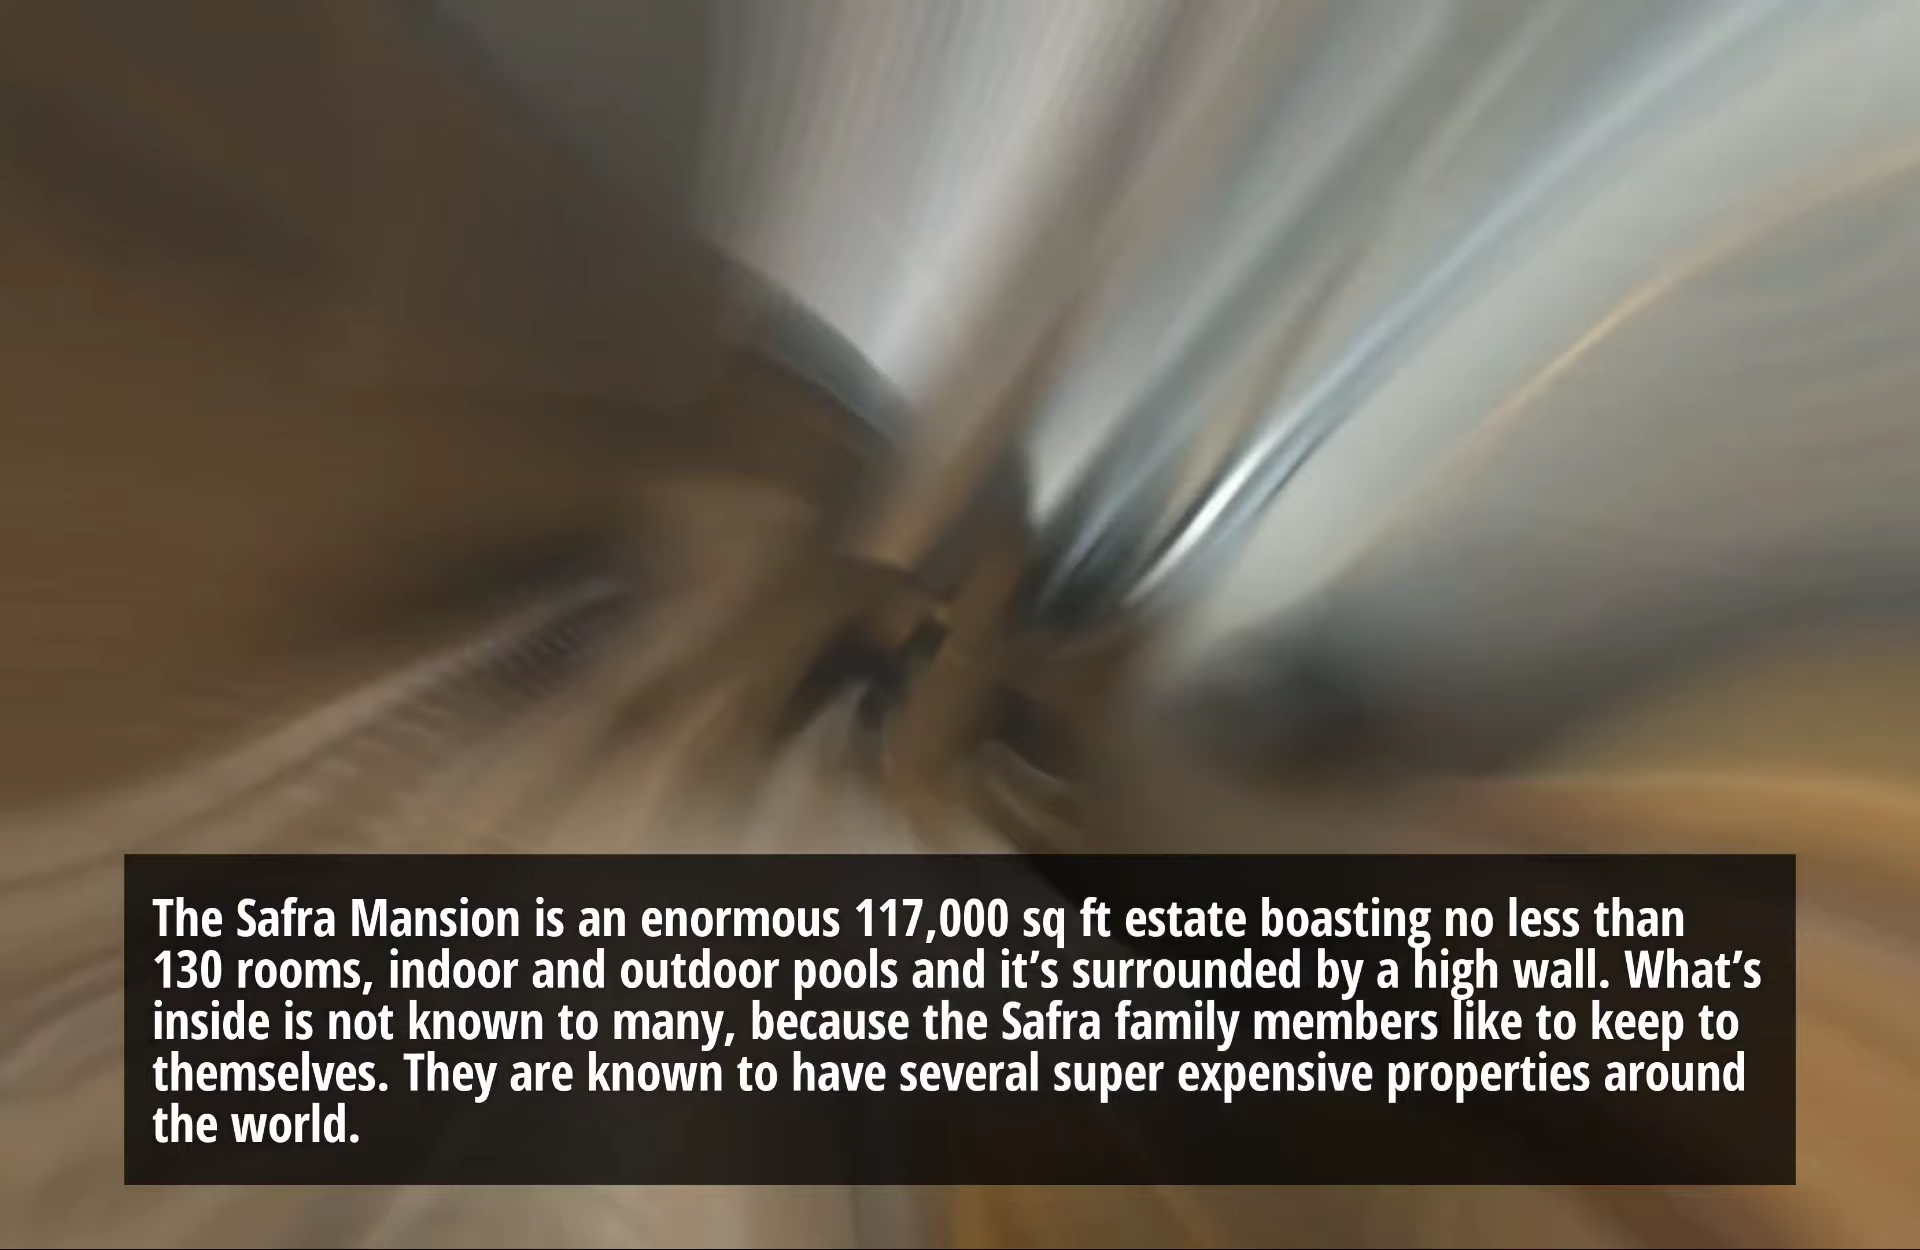 The Safra Mansion is an enormous 117,000 sq ft estate boasting no less than
130 rooms, indoor and outdoor pools and it’s surrounded by a high wall. What’s
inside is not known to many, because the Safra family members like to keep to
themselves. They are known to have several super expensive properties around
the world.